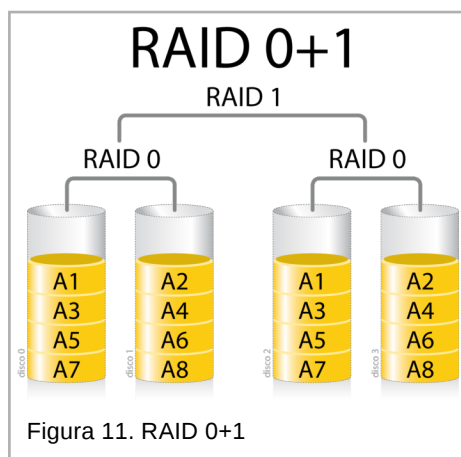 RAID 0+1
RAID 1
RAID 0 RAID 0
A1 A2 A1 A2
A3 A4 A3 A4
A5 A6 A5 A6
A7 A8 A7 A8
disco 0 disco 1 disco 2 disco 3
Figura 11. RAID 0+1